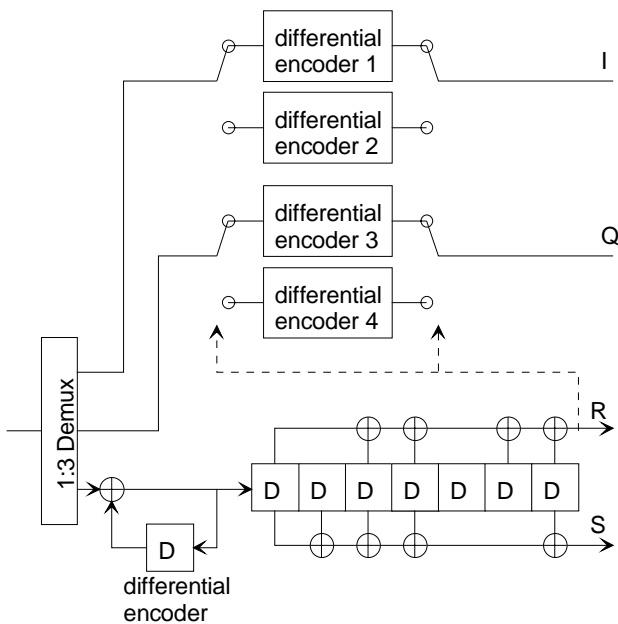 differential
encoder 1
I
differential
encoder 2
differential
encoder 3
Q
differential
encoder 4
1:3 Demux
R
D D D D D D D
S
D
differential
encoder